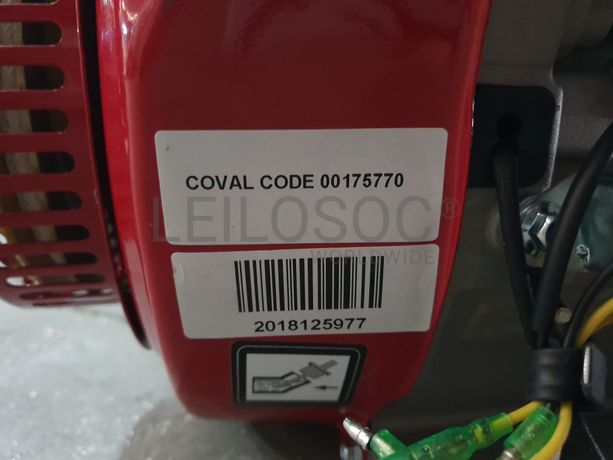 COVAL CODE 00175770
LEILOSOC®
WORLDWIDE
2018125977